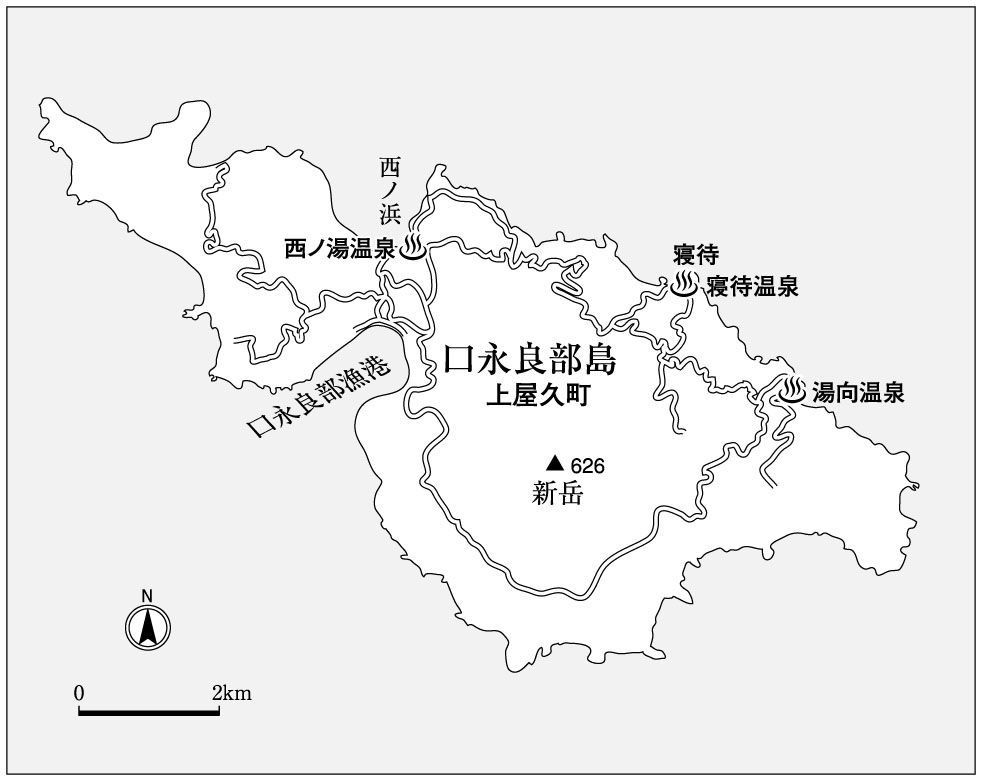 西ノ浜
西ノ湯温泉
寝待
寝待温泉
口永良部島
上屋久町
湯向温泉
口永良部漁港
626
新岳
N
0 2km